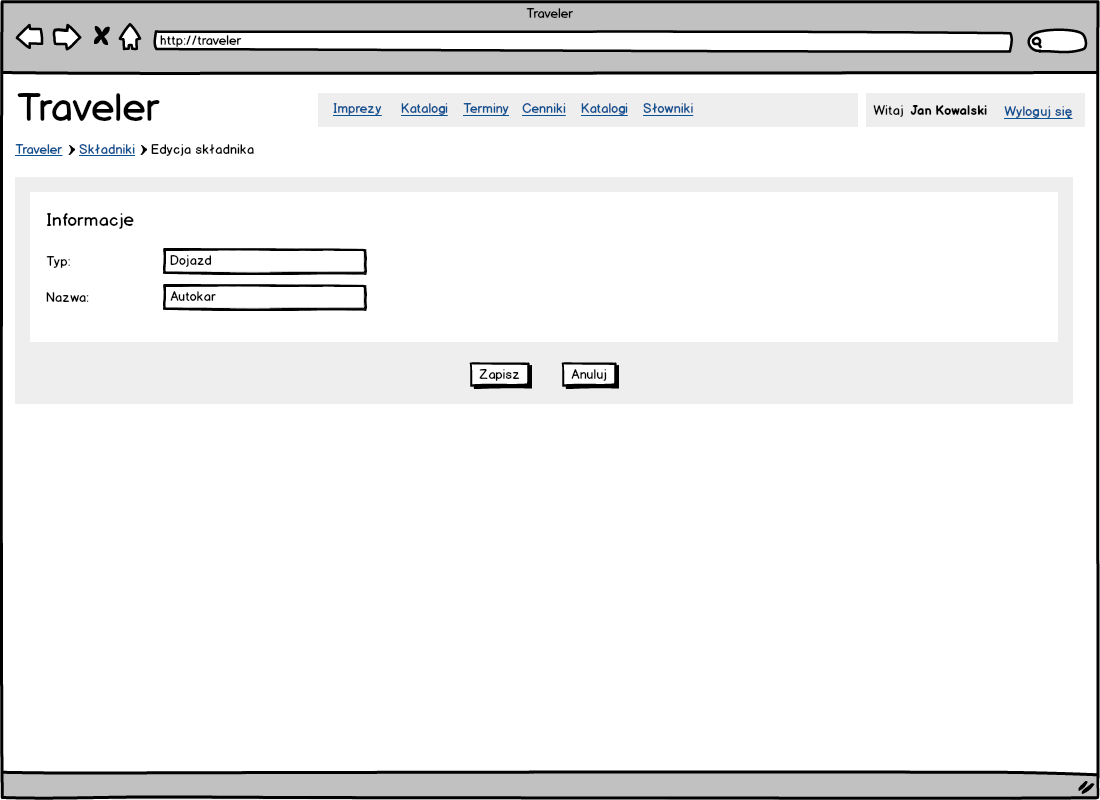 Traveler
http://traveler
Traveler
Imprezy Katalogi Terminy Cenniki Katalogi Słowniki
Witaj Jan Kowalski Wyloguj się
Traveler > Składniki > Edycja składnika
Informacje
Typ: Dojazd
Nazwa: Autokar
Zapisz Anuluj